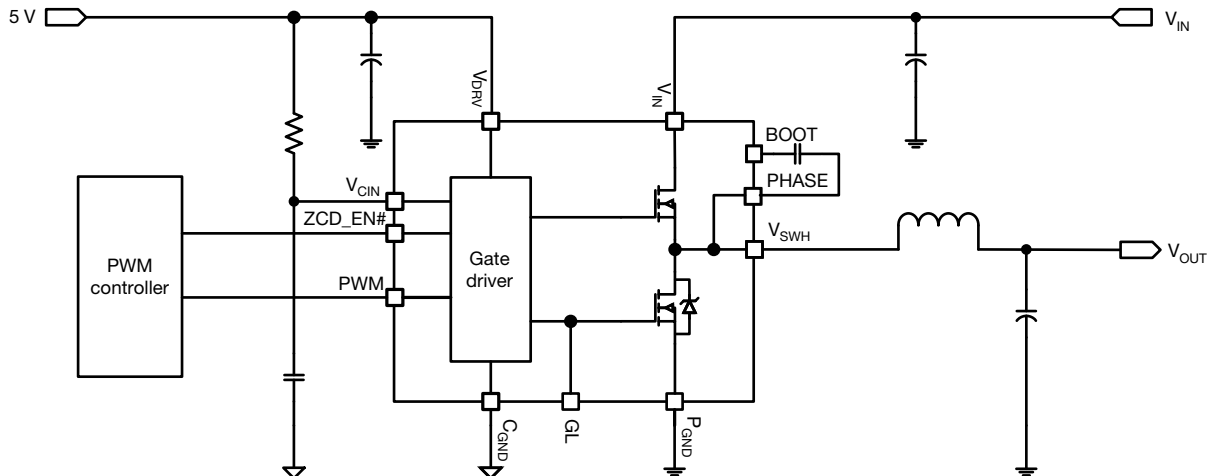 5 V
V_IN
V_DRV
V_IN
BOOT
PHASE
V_CIN
ZCD_EN#
V_SWH
PWM
controller
Gate
driver
PWM
V_OUT
C_GND
GL
P_GND